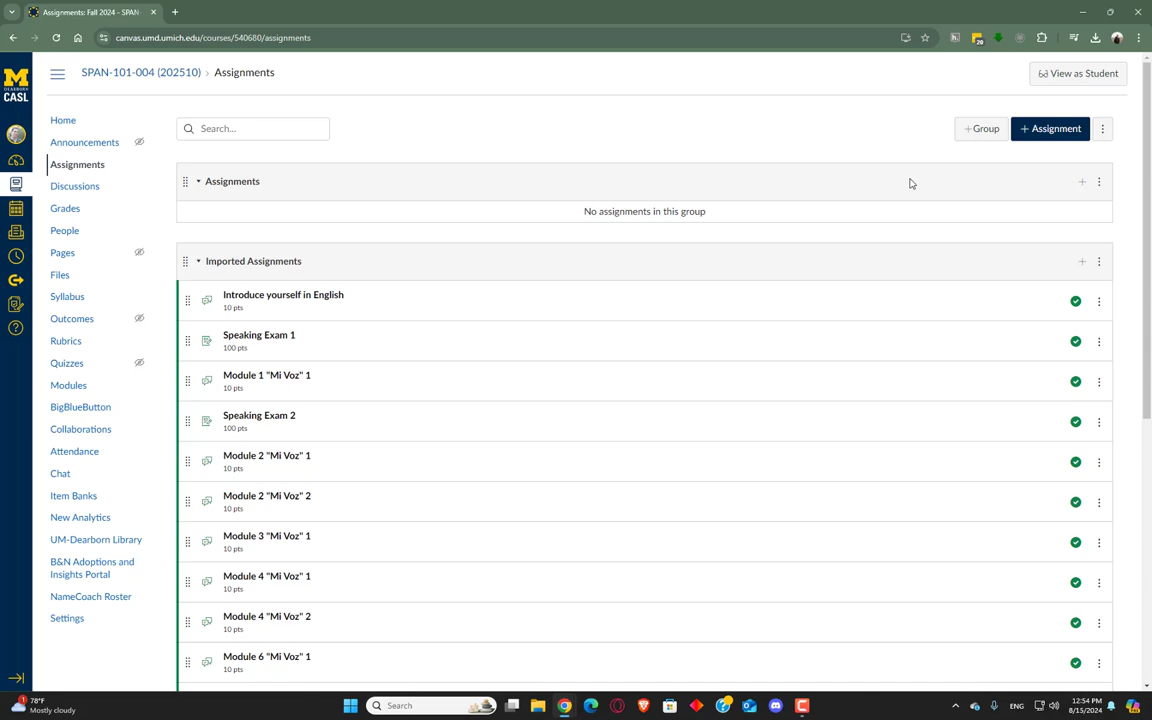 Assignments: Fall 2024 - SPAN-
canvas.umd.umich.edu/courses/540680/assignments
20
M
DEARBORN
CASL
SPAN-101-004 (202510) › Assignments
View as Student
Home
Announcements
Assignments
Discussions
Grades
People
Pages
Files
Syllabus
Outcomes
Rubrics
Quizzes
Modules
BigBlueButton
Collaborations
Attendance
Chat
Item Banks
New Analytics
UM-Dearborn Library
B&N Adoptions and
Insights Portal
NameCoach Roster
Settings
Search...
+ Group
+ Assignment
Assignments
No assignments in this group
Imported Assignments
Introduce yourself in English
10 pts
Speaking Exam 1
100 pts
Module 1 "Mi Voz" 1
10 pts
Speaking Exam 2
100 pts
Module 2 "Mi Voz" 1
10 pts
Module 2 "Mi Voz" 2
10 pts
Module 3 "Mi Voz" 1
10 pts
Module 4 "Mi Voz" 1
10 pts
Module 4 "Mi Voz" 2
10 pts
Module 6 "Mi Voz" 1
10 pts
1
78°F
Mostly cloudy
Search
ENG
12:54 PM
8/15/2024